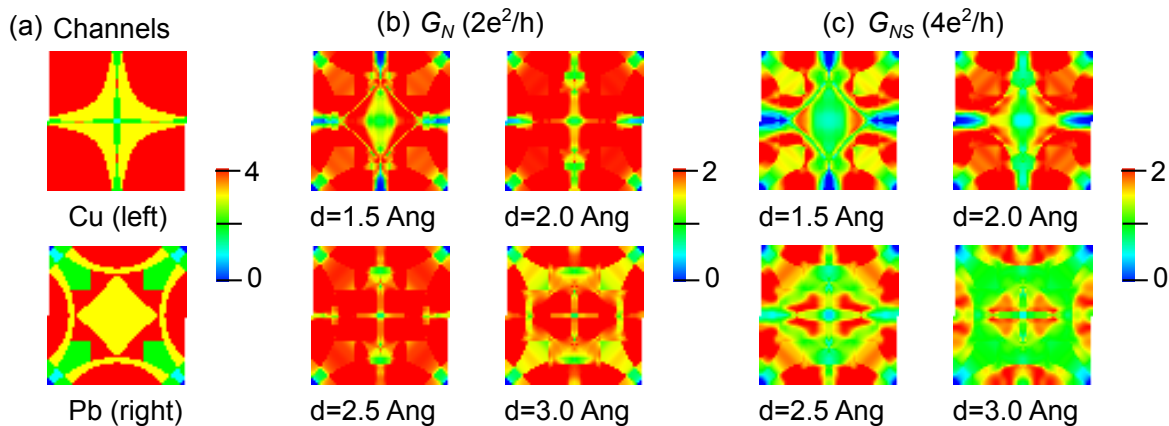 (a) Channels
(b) G_N (2e²/h)
(c) G_NS (4e²/h)
Cu (left)
4
0
Pb (right)
d=1.5 Ang
d=2.0 Ang
2
0
d=2.5 Ang
d=3.0 Ang
d=1.5 Ang
d=2.0 Ang
2
0
d=2.5 Ang
d=3.0 Ang